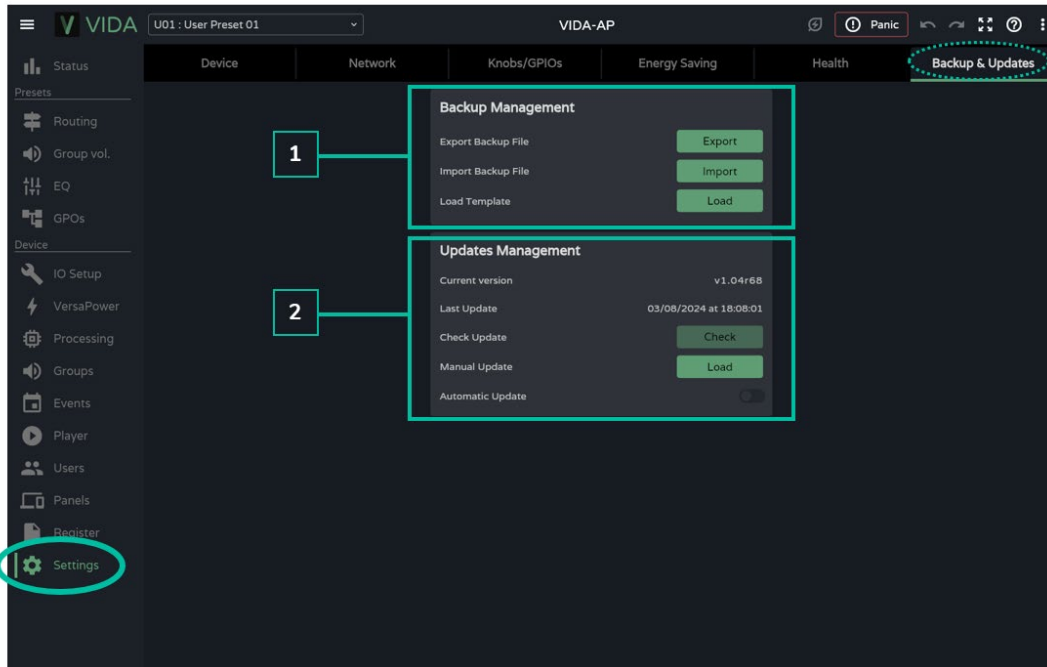 VIDA
U01 : User Preset 01
VIDA-AP
Panic
Status
Presets
Routing
Group vol.
EQ
GPOs
Device
IO Setup
VersaPower
Processing
Groups
Events
Player
Users
Panels
Register
Settings
Device
Network
Knobs/GPIOs
Energy Saving
Health
Backup & Updates
1
Backup Management
Export Backup File
Export
Import Backup File
Import
Load Template
Load
2
Updates Management
Current version
v1.04r68
Last Update
03/08/2024 at 18:08:01
Check Update
Check
Manual Update
Load
Automatic Update